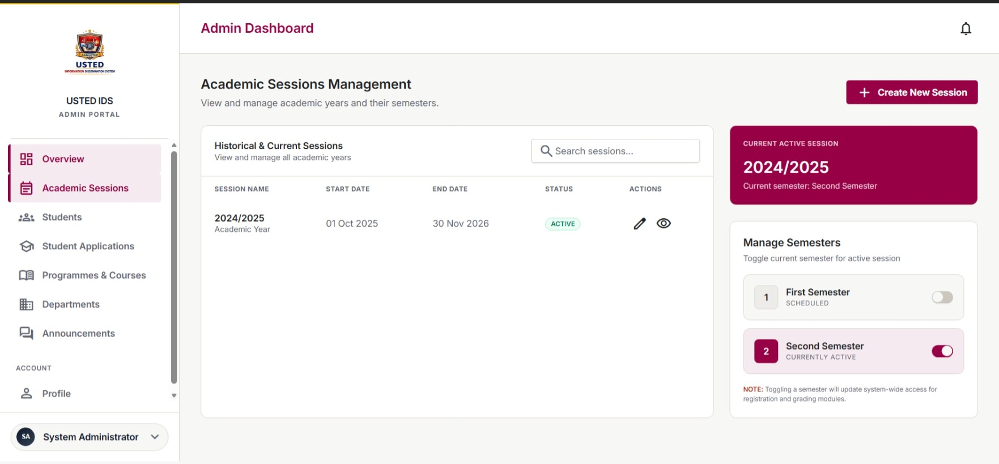 AAMUSTED
USTED
INFORMATION DISSEMINATION SYSTEM
USTED IDS
ADMIN PORTAL
Overview
Academic Sessions
Students
Student Applications
Programmes & Courses
Departments
Announcements
ACCOUNT
Profile
SA System Administrator
Admin Dashboard
Academic Sessions Management
View and manage academic years and their semesters.
Create New Session
Historical & Current Sessions
View and manage all academic years
Search sessions...
SESSION NAME START DATE END DATE STATUS ACTIONS
2024/2025
Academic Year
01 Oct 2025 30 Nov 2026 ACTIVE
CURRENT ACTIVE SESSION
2024/2025
Current semester: Second Semester
Manage Semesters
Toggle current semester for active session
1 First Semester
SCHEDULED
2 Second Semester
CURRENTLY ACTIVE
NOTE: Toggling a semester will update system-wide access for
registration and grading modules.